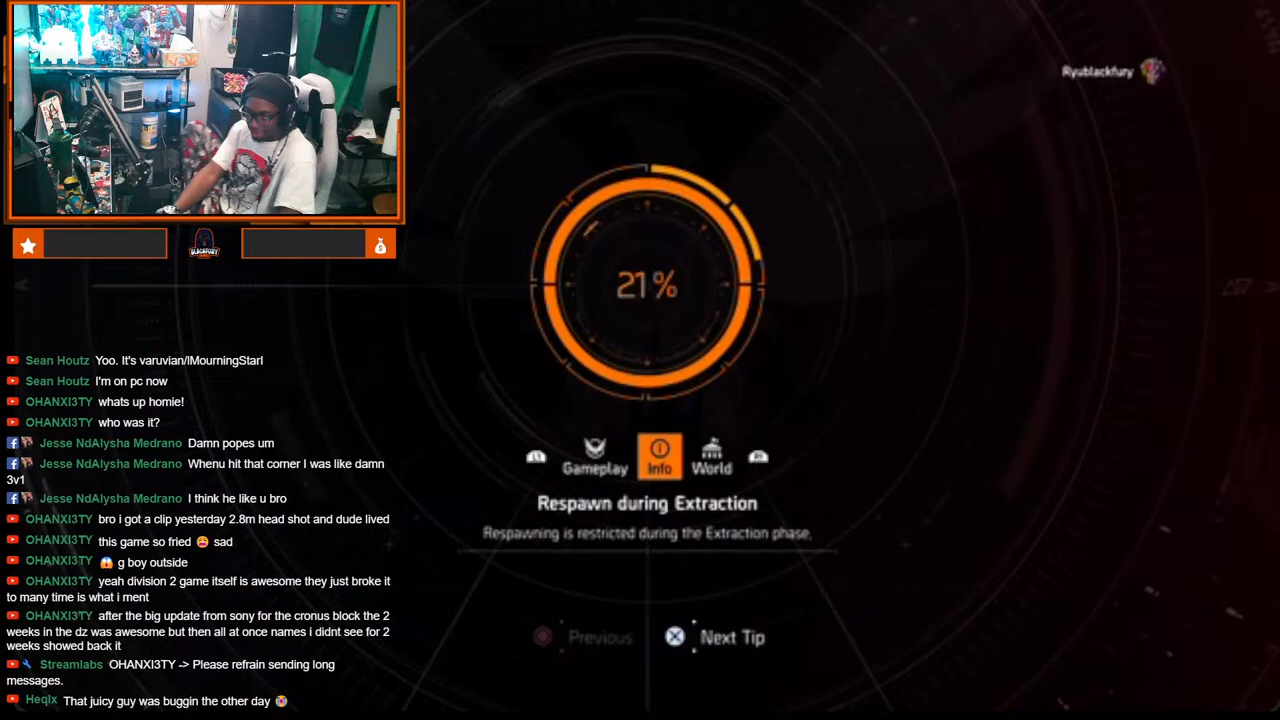 Ryublackfury
BLACKFURY
21%
Sean Houtz Yoo. It's varuvian/lMourningStarl
Sean Houtz I'm on pc now
OHANXI3TY whats up homie!
OHANXI3TY who was it?
Jesse NdAlysha Medrano Damn popes um
Jesse NdAlysha Medrano Whenu hit that corner I was like damn
3v1
Jesse NdAlysha Medrano I think he like u bro
OHANXI3TY bro i got a clip yesterday 2.8m head shot and dude lived
OHANXI3TY this game so fried 😩 sad
OHANXI3TY 😱 g boy outside
OHANXI3TY yeah division 2 game itself is awesome they just broke it
to many time is what i ment
OHANXI3TY after the big update from sony for the cronus block the 2
weeks in the dz was awesome but then all at once names i didnt see for 2
weeks showed back it
Streamlabs OHANXI3TY -> Please refrain sending long
messages.
Heqlx That juicy guy was buggin the other day
Gameplay Info World
Respawn during Extraction
Respawning is restricted during the Extraction phase.
Previous Next Tip